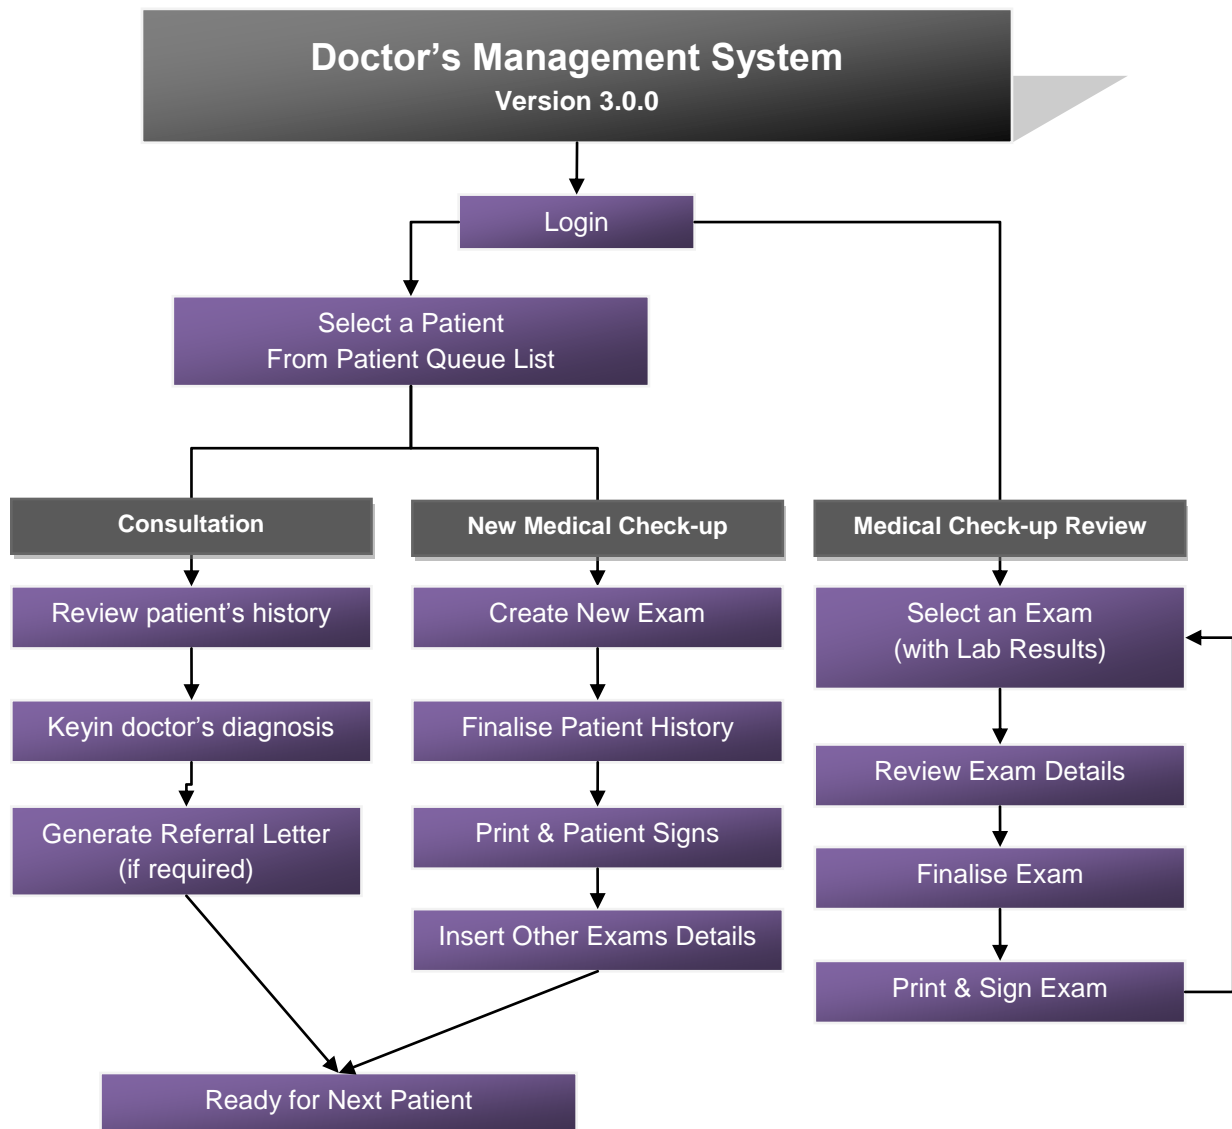 Doctor’s Management System
Version 3.0.0
Login
Select a Patient
From Patient Queue List
Consultation
Review patient’s history
Keyin doctor’s diagnosis
Generate Referral Letter
(if required)
New Medical Check-up
Create New Exam
Finalise Patient History
Print & Patient Signs
Insert Other Exams Details
Medical Check-up Review
Select an Exam
(with Lab Results)
Review Exam Details
Finalise Exam
Print & Sign Exam
Ready for Next Patient